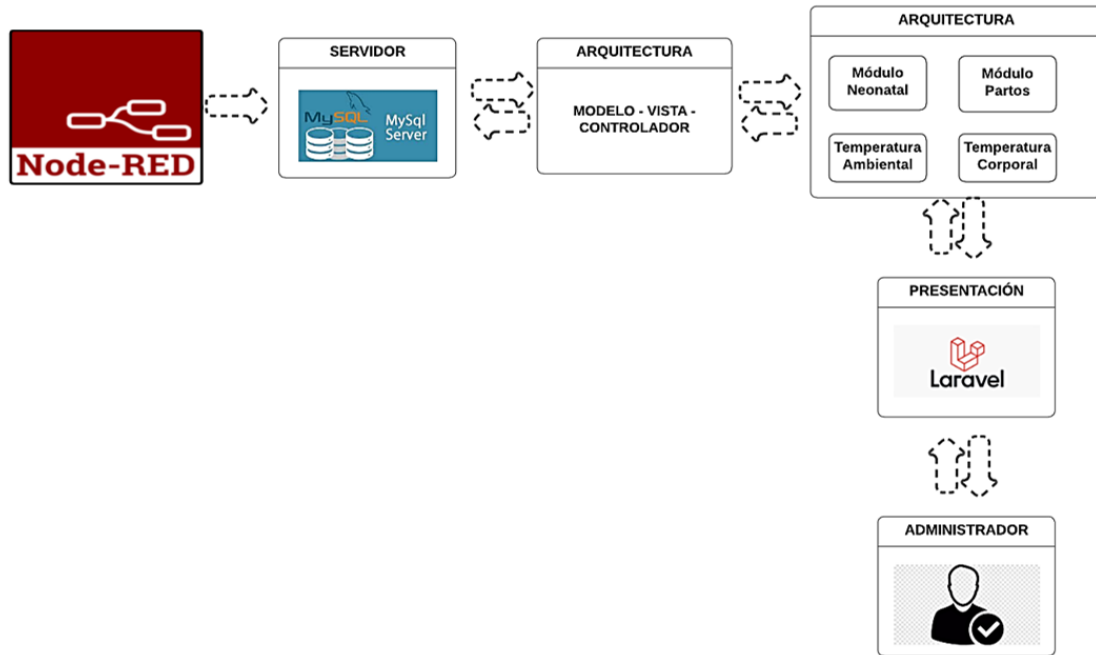 Node-RED
SERVIDOR
MySQL
MySql
Server
ARQUITECTURA
MODELO - VISTA -
CONTROLADOR
ARQUITECTURA
Módulo
Neonatal
Módulo
Partos
Temperatura
Ambiental
Temperatura
Corporal
PRESENTACIÓN
Laravel
ADMINISTRADOR